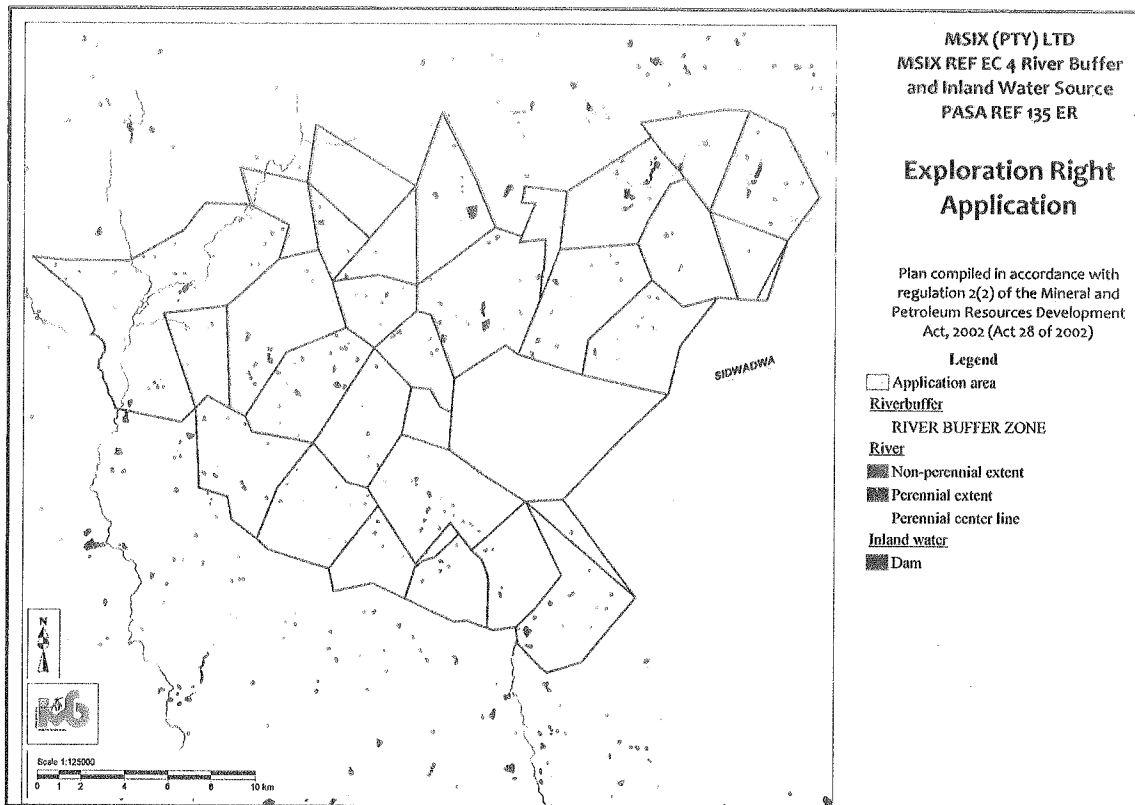 MSIX (PTY) LTD
MSIX REF EC 4 River Buffer
and Inland Water Source
PASA REF 135 ER
Exploration Right
Application
Plan compiled in accordance with
regulation 2(2) of the Mineral and
Petroleum Resources Development
Act, 2002 (Act 28 of 2002)
Legend
Application area
Riverbuffer
RIVER BUFFER ZONE
River
Non-perennial extent
Perennial extent
Perennial center line
Inland water
Dam
SIDWADWA
N
Scale 1:125000
0 1 2 4 6 8 10 km